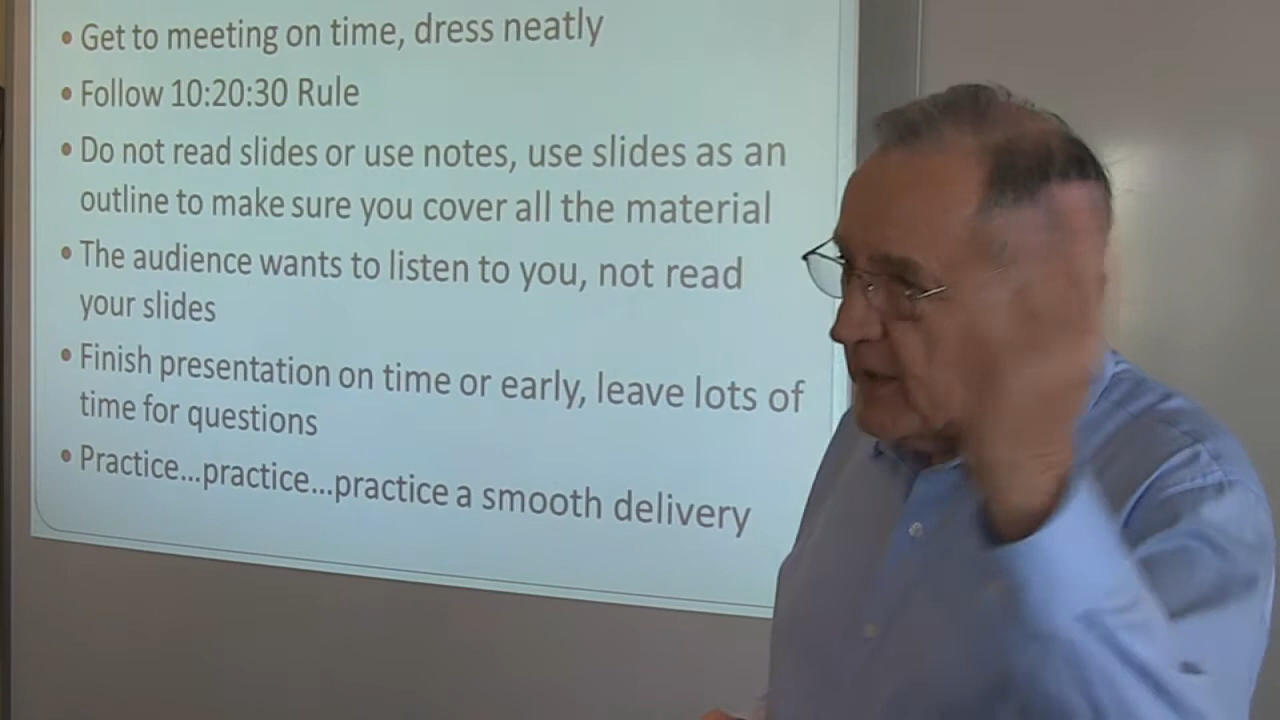 • Get to meeting on time, dress neatly
• Follow 10:20:30 Rule
• Do not read slides or use notes, use slides as an
outline to make sure you cover all the material
• The audience wants to listen to you, not read
your slides
• Finish presentation on time or early, leave lots of
time for questions
• Practice...practice...practice a smooth delivery